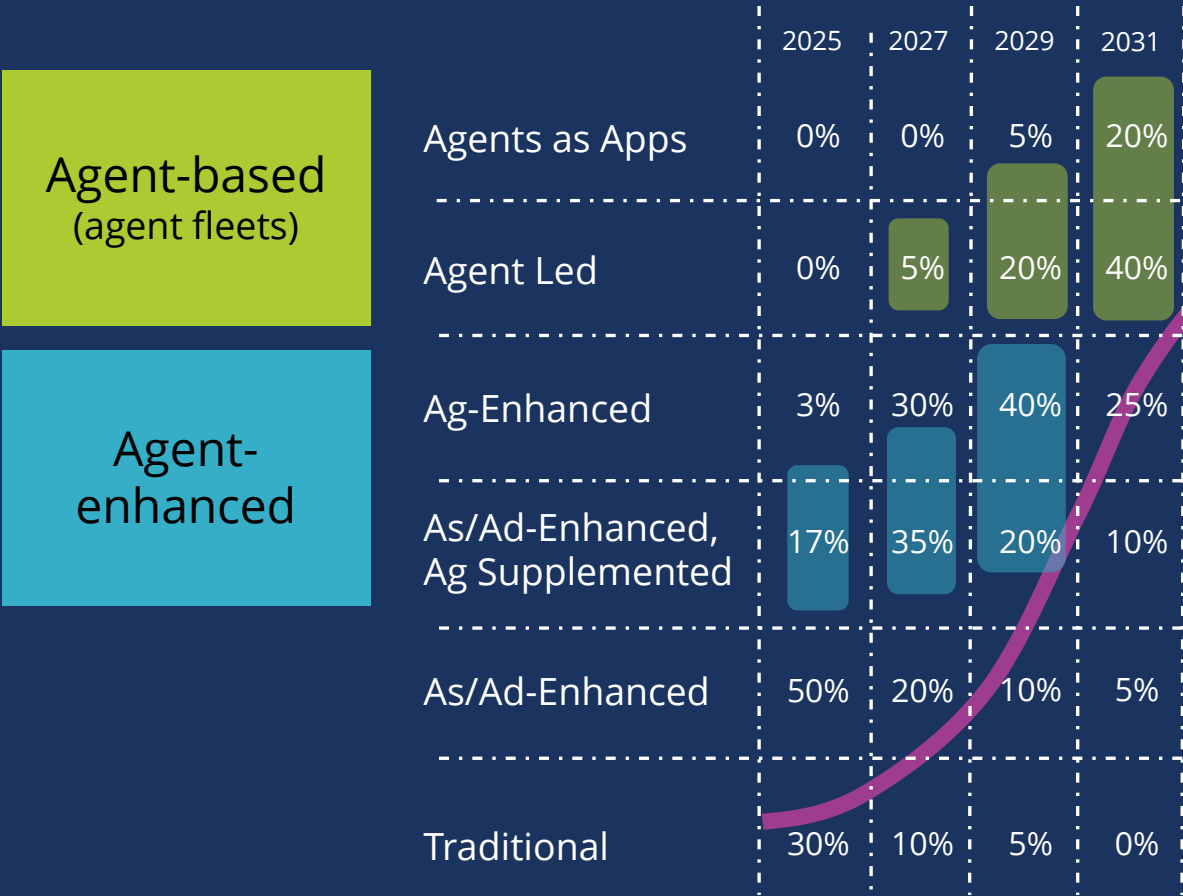 2025 2027 2029 2031
Agent-based
(agent fleets)
Agents as Apps 0% 0% 5% 20%
Agent Led 0% 5% 20% 40%
Agent-
enhanced
Ag-Enhanced 3% 30% 40% 25%
As/Ad-Enhanced,
Ag Supplemented 17% 35% 20% 10%
As/Ad-Enhanced 50% 20% 10% 5%
Traditional 30% 10% 5% 0%